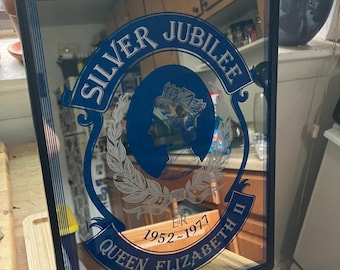 SILVER JUBILEE
ER
1952~1977
QUEEN ELIZABETH II